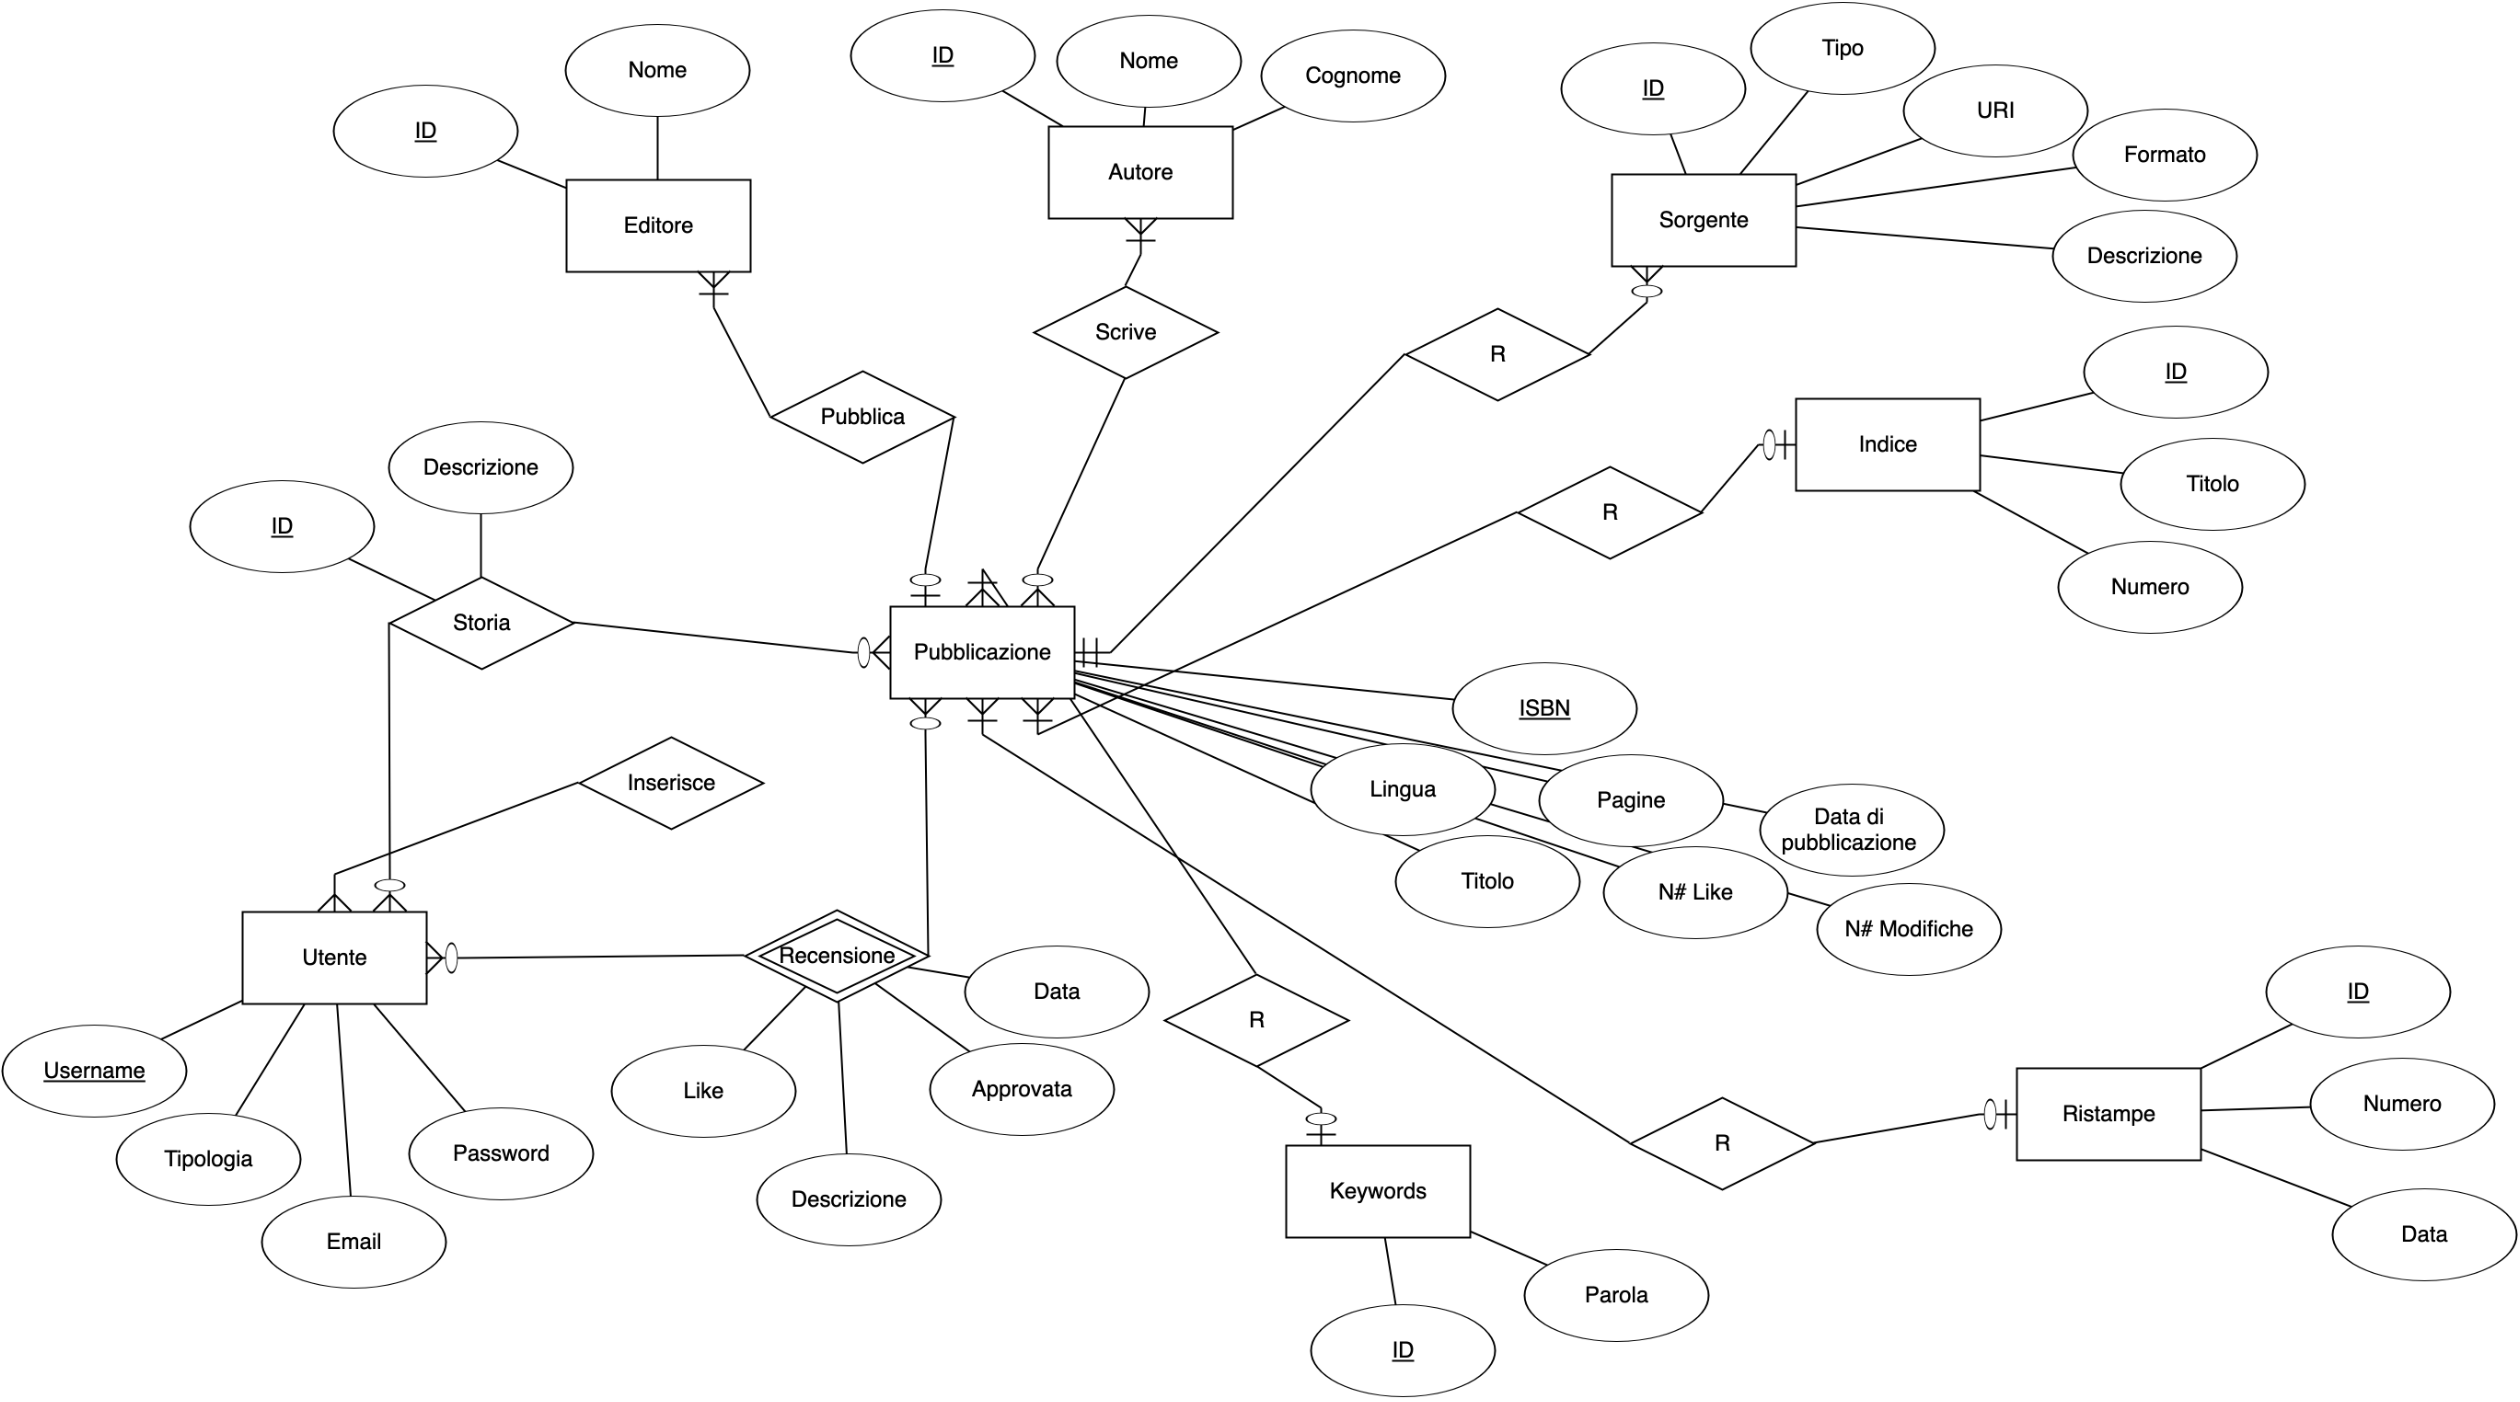 Nome
ID
Editore
ID
Nome
Cognome
Autore
ID
Tipo
URI
Formato
Descrizione
Sorgente
Scrive
R
Pubblica
ID
Titolo
Numero
Indice
R
Descrizione
ID
Storia
Pubblicazione
ISBN
Lingua
Pagine
Data di
pubblicazione
Titolo
N# Like
N# Modifiche
Inserisce
Utente
Recensione
Data
Like
Approvata
Descrizione
Username
Tipologia
Password
Email
R
Keywords
Parola
ID
R
Ristampe
ID
Numero
Data